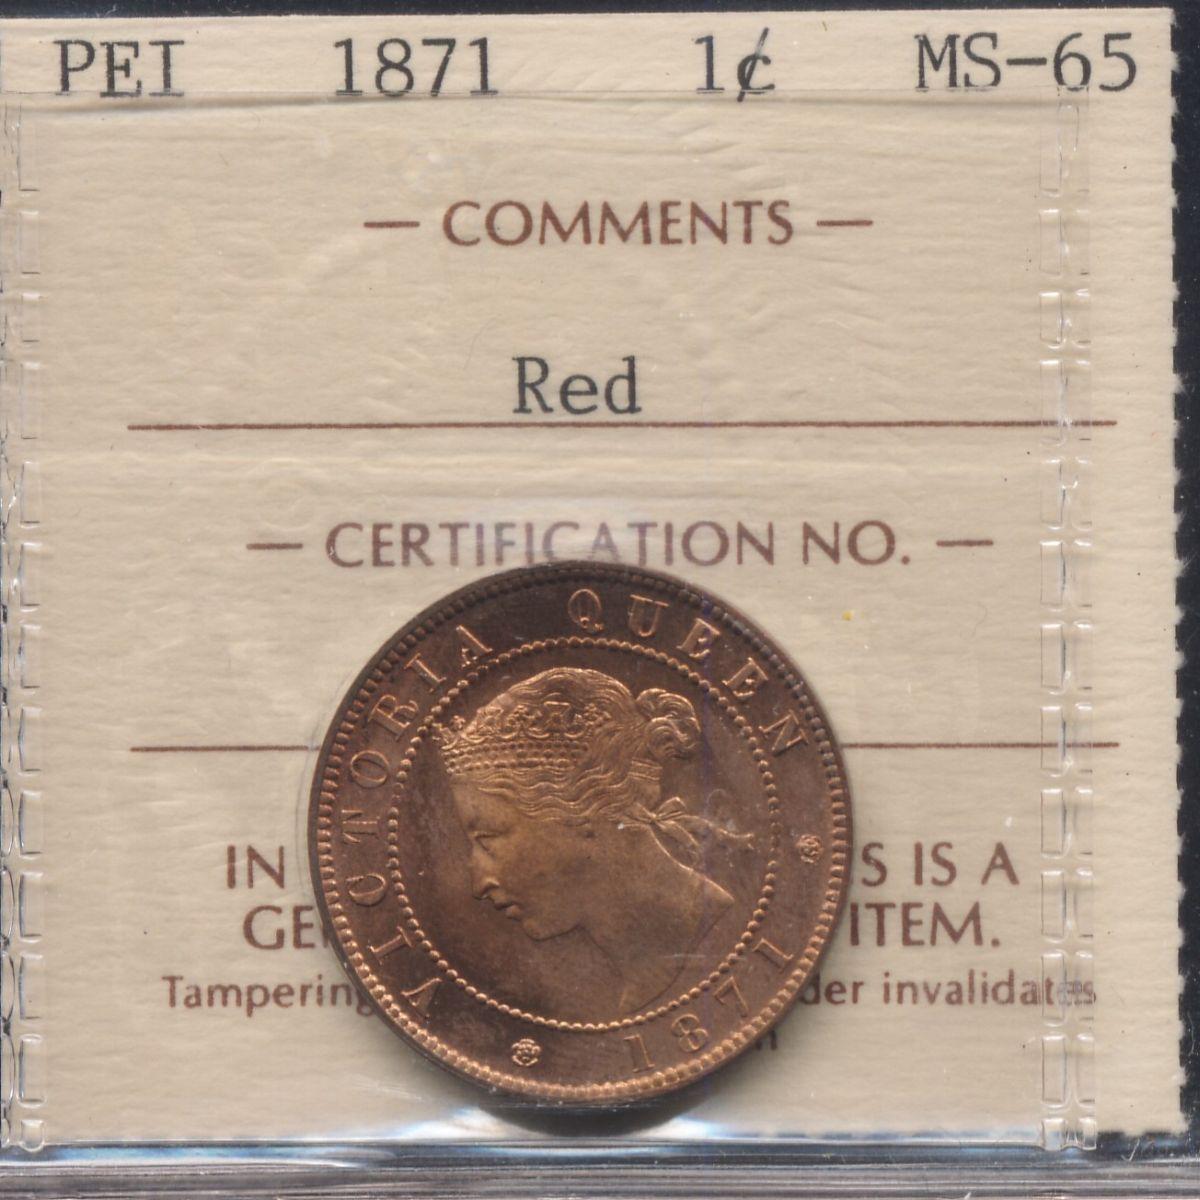 PEI 1871 1¢ MS-65
— COMMENTS —
Red
— CERTIFICATION NO. —
VICTORIA QUEEN
1871
IN S IS A
GE ITEM.
Tampering der invalidates